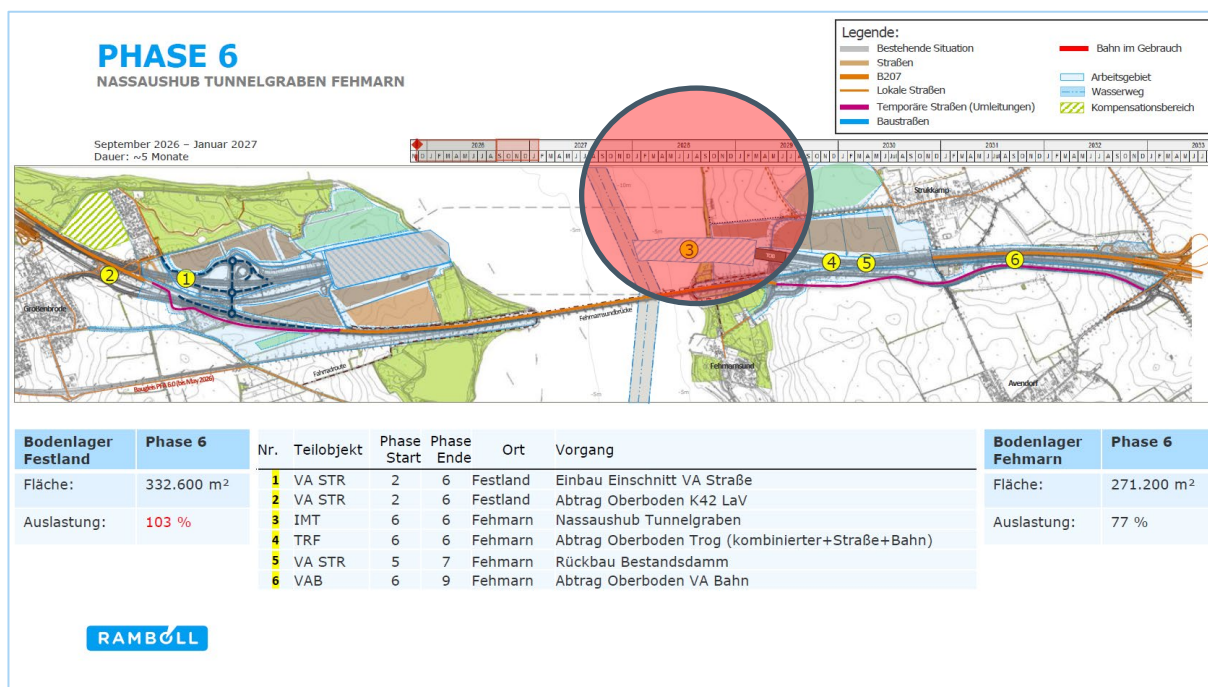 PHASE 6
NASSAUSHUB TUNNELGRABEN FEHMARN
September 2026 – Januar 2027
Dauer: ~5 Monate
Legende:
Bestehende Situation
Straßen
B207
Lokale Straßen
Temporäre Straßen (Umleitungen)
Baustraßen
Bahn im Gebrauch
Arbeitsgebiet
Wasserweg
Kompensationsbereich
2026 2027 2028 2029 2030 2031 2032 2033
Strukkamp
Großenbrode
Fehmarnsundbrücke
Fehmarnsund
Avendorf
1
2
3
4
5
6
Bodenlager Festland Phase 6
Fläche: 332.600 m²
Auslastung: 103 %
Nr. Teilobjekt Phase Start Phase Ende Ort Vorgang
1 VA STR 2 6 Festland Einbau Einschnitt VA Straße
2 VA STR 2 6 Festland Abtrag Oberboden K42 LaV
3 IMT 6 6 Fehmarn Nassaushub Tunnelgraben
4 TRF 6 6 Fehmarn Abtrag Oberboden Trog (kombinierter+Straße+Bahn)
5 VA STR 5 7 Fehmarn Rückbau Bestandsdamm
6 VAB 6 9 Fehmarn Abtrag Oberboden VA Bahn
Bodenlager Fehmarn Phase 6
Fläche: 271.200 m²
Auslastung: 77 %
RAMBOLL